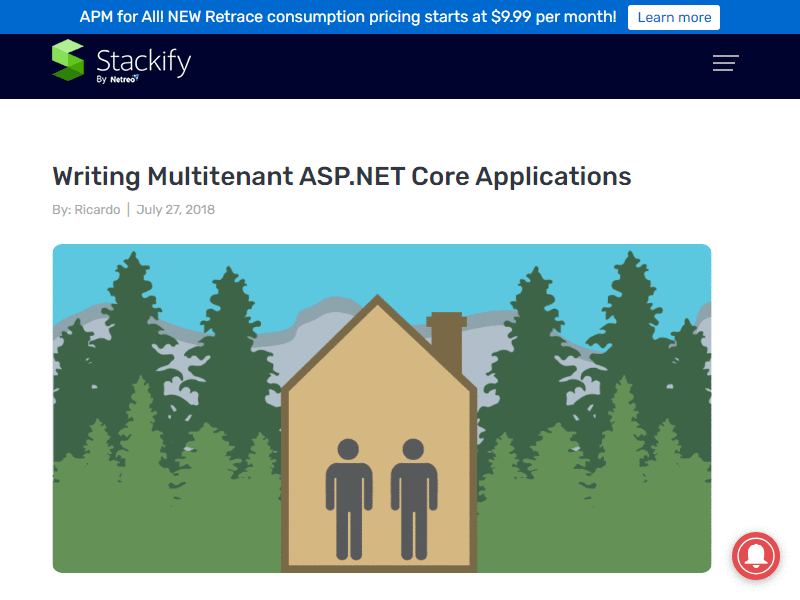 APM for All! NEW Retrace consumption pricing starts at $9.99 per month! Learn more
Stackify
By Netreo
Writing Multitenant ASP.NET Core Applications
By: Ricardo | July 27, 2018